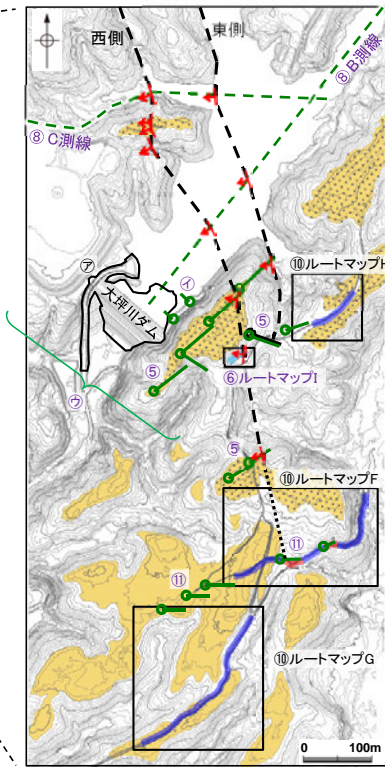 西側
東側
⑧B測線
⑧ C測線
㋐
㋑
大坪川ダム
⑩ルートマップH
⑤
㋒
⑥ルートマップI
⑤
⑤
⑩ルートマップF
⑪
⑪
⑩ルートマップG
0 100m